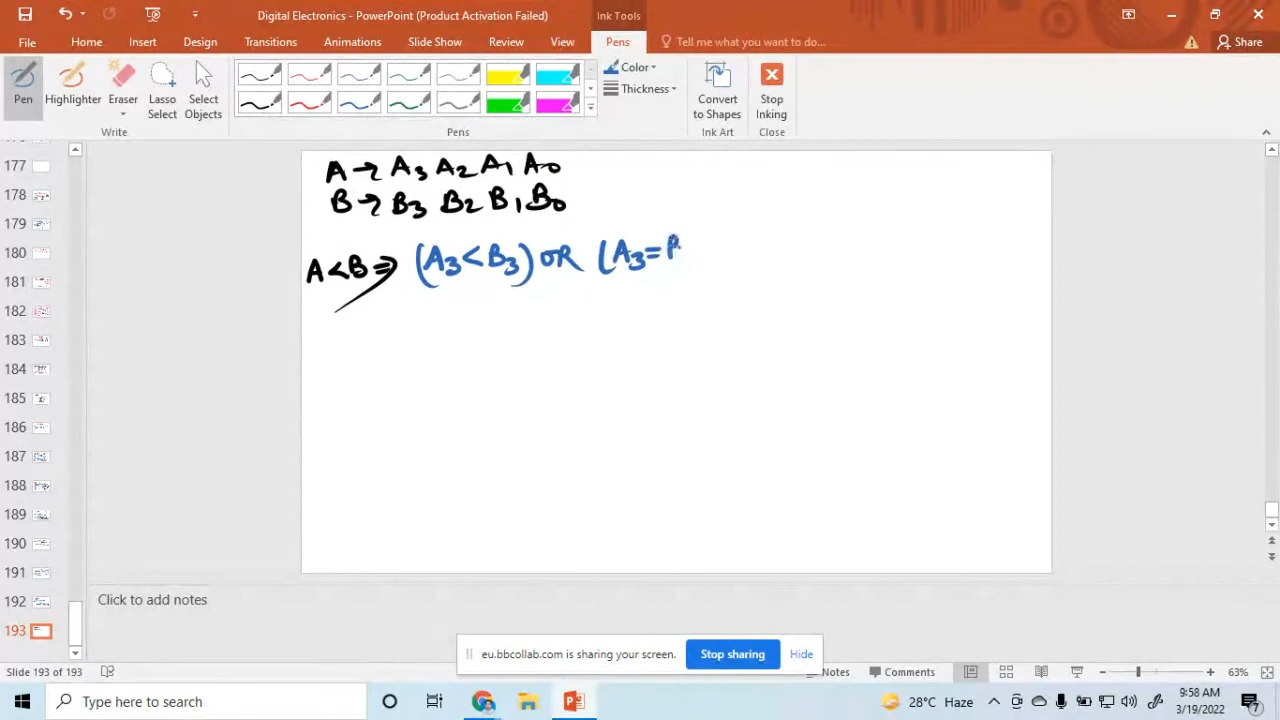 Digital Electronics - PowerPoint (Product Activation Failed)
Ink Tools
File Home Insert Design Transitions Animations Slide Show Review View Pens Tell me what you want to do... Share
Pen Highlighter Eraser Lasso Select Select Objects
Color
Thickness
Convert to Shapes
Stop Inking
Write Pens Ink Art Close
177
178
179
180
181
182
183
184
185
186
187
188
189
190
191
192
193
A → A3 A2 A1 A0
B → B3 B2 B1 B0
A<B ⇒ (A3<B3) OR (A3=
Click to add notes
eu.bbcollab.com is sharing your screen. Stop sharing Hide
Slide 193 of 193 Notes Comments 63%
Type here to search
28°C Haze
9:58 AM
3/19/2022
7